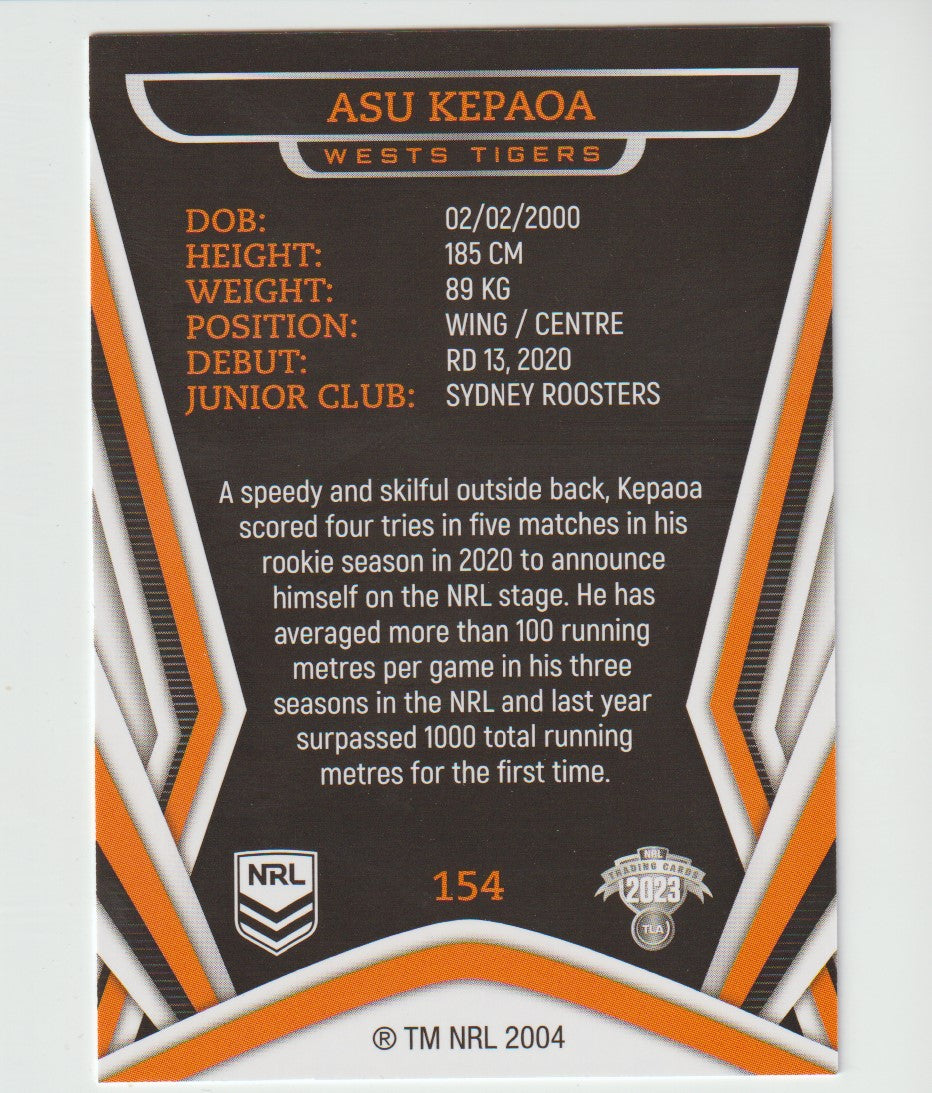 ASU KEPAOA
WESTS TIGERS
DOB: 02/02/2000
HEIGHT: 185 CM
WEIGHT: 89 KG
POSITION: WING / CENTRE
DEBUT: RD 13, 2020
JUNIOR CLUB: SYDNEY ROOSTERS
A speedy and skilful outside back, Kepaoa
scored four tries in five matches in his
rookie season in 2020 to announce
himself on the NRL stage. He has
averaged more than 100 running
metres per game in his three
seasons in the NRL and last year
surpassed 1000 total running
metres for the first time.
NRL
154
NRL
TRADING CARDS
2023
TLA
® TM NRL 2004